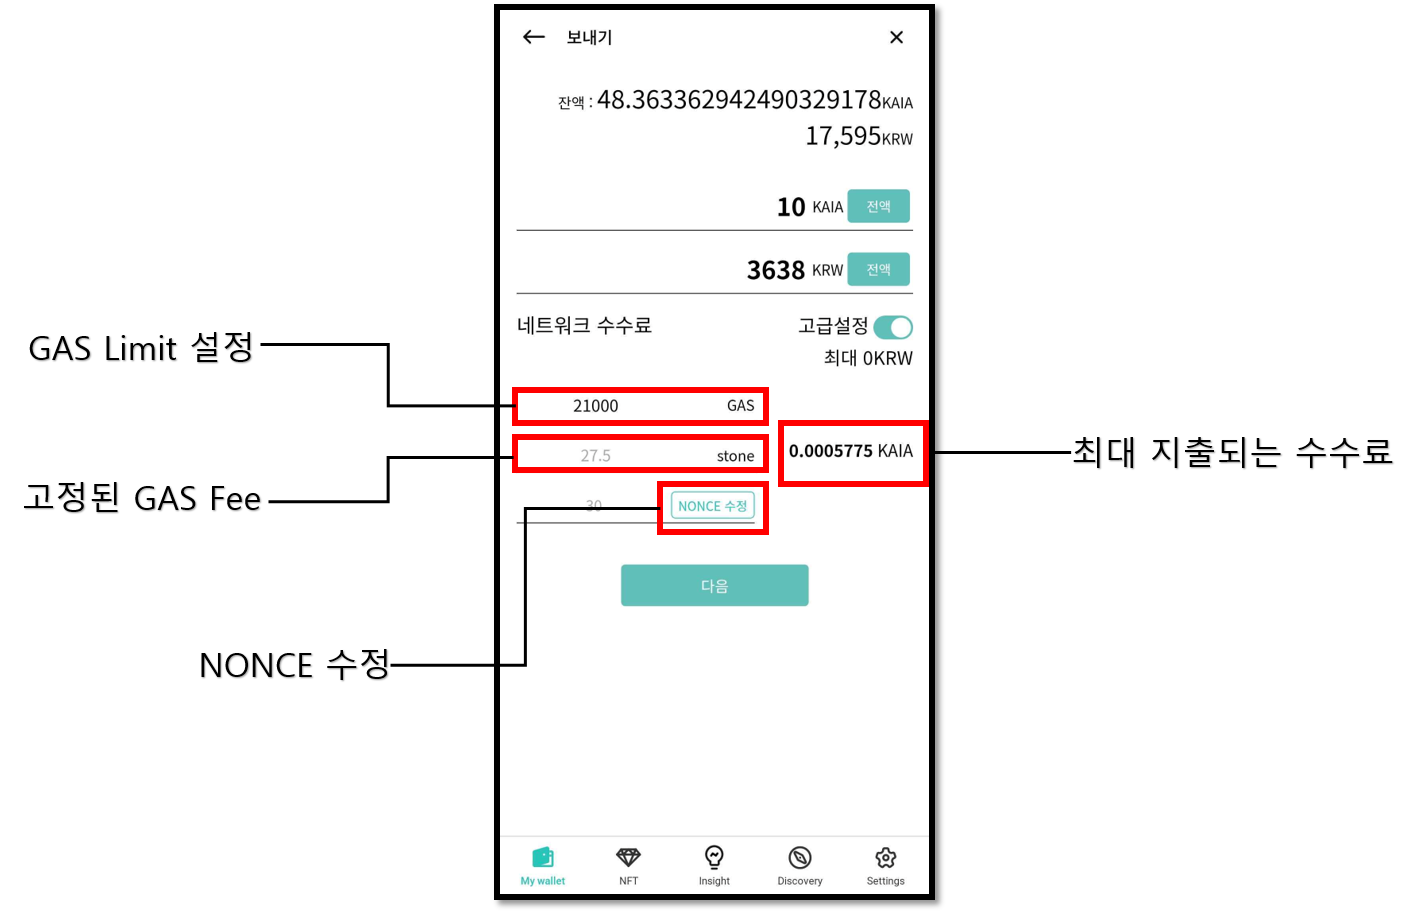 보내기
잔액 : 48.363362942490329178KAIA
17,595KRW
10 KAIA 전액
3638 KRW 전액
네트워크 수수료 고급설정
최대 0KRW
GAS Limit 설정
21000 GAS
27.5 stone
0.0005775 KAIA
최대 지출되는 수수료
고정된 GAS Fee
30 NONCE 수정
다음
NONCE 수정
My wallet NFT Insight Discovery Settings